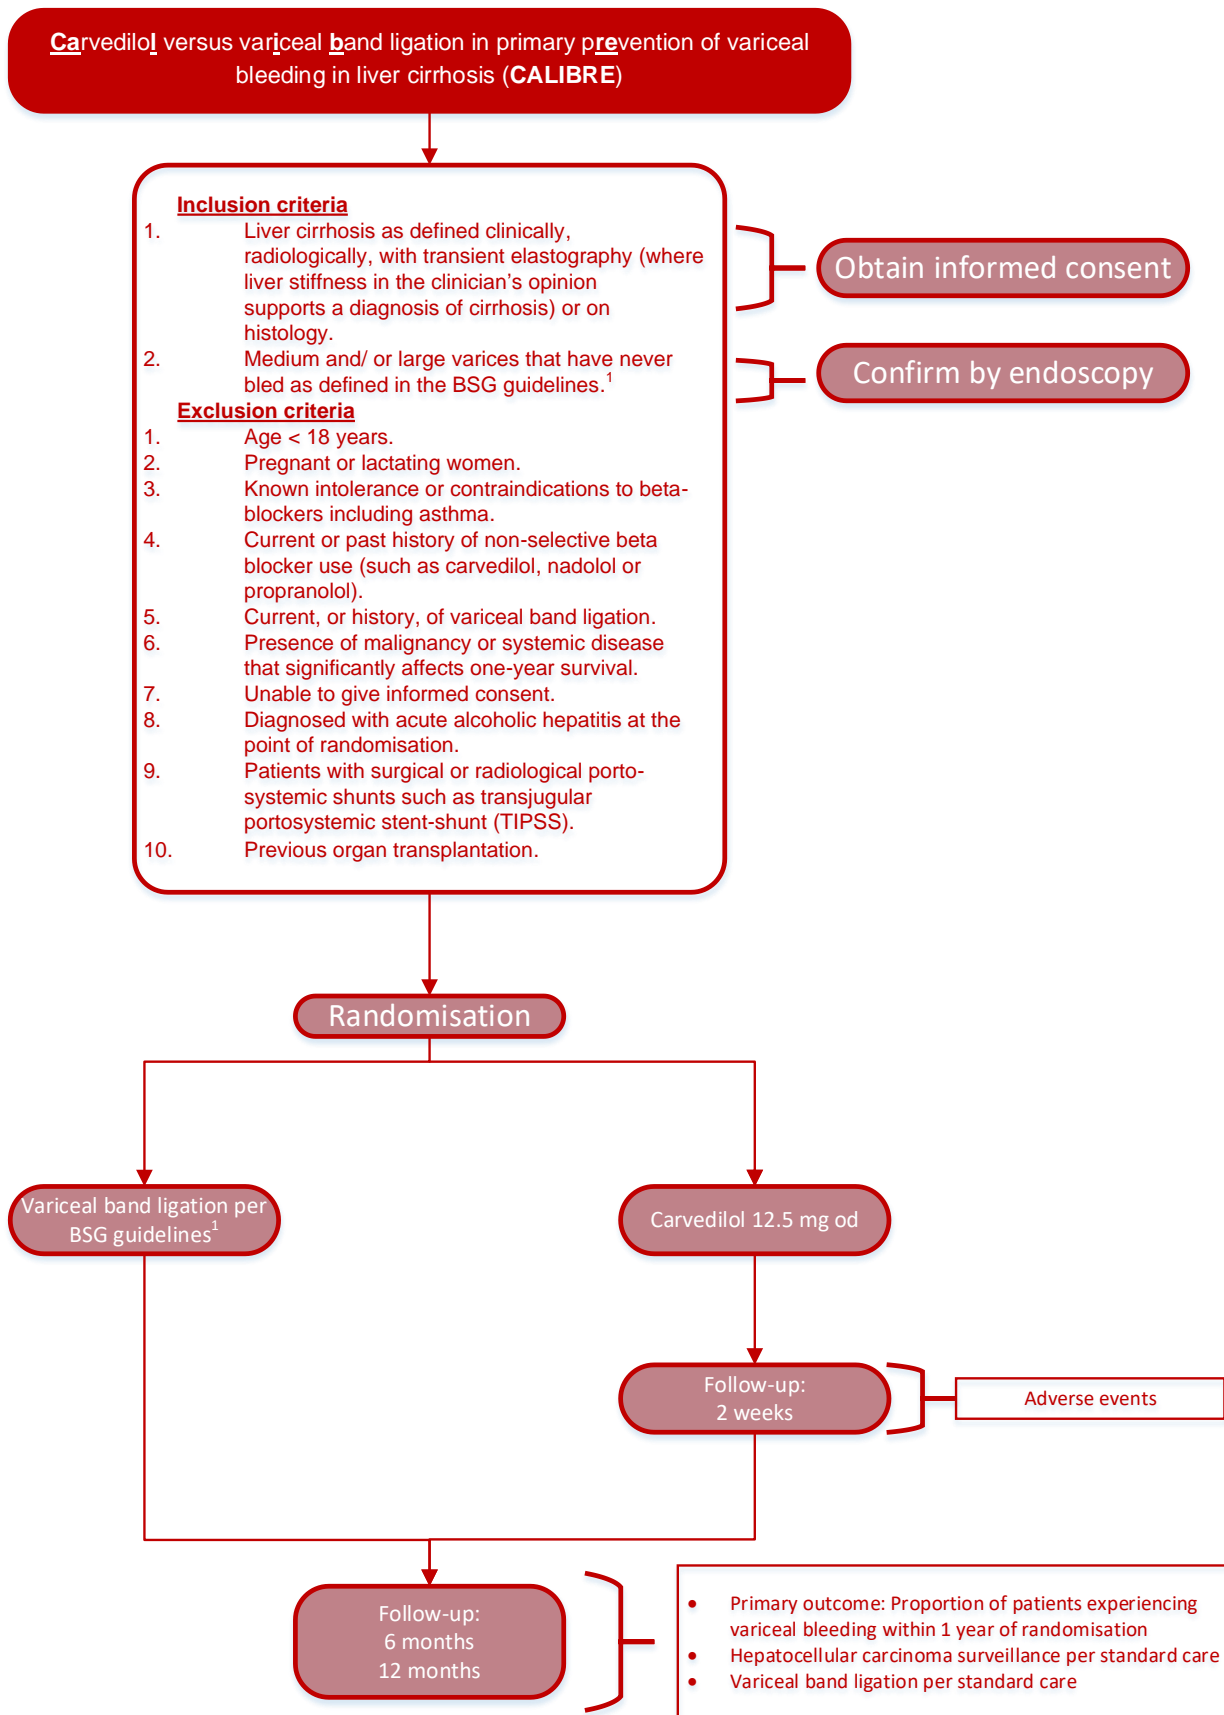 Carvedilol versus variceal band ligation in primary prevention of variceal
bleeding in liver cirrhosis (CALIBRE)
Inclusion criteria
1. Liver cirrhosis as defined clinically,
radiologically, with transient elastography (where
liver stiffness in the clinician's opinion
supports a diagnosis of cirrhosis) or on
histology.
2. Medium and/ or large varices that have never
bled as defined in the BSG guidelines.1
Obtain informed consent
Confirm by endoscopy
Exclusion criteria
1. Age < 18 years.
2. Pregnant or lactating women.
3. Known intolerance or contraindications to beta-
blockers including asthma.
4. Current or past history of non-selective beta
blocker use (such as carvedilol, nadolol or
propranolol).
5. Current, or history, of variceal band ligation.
6. Presence of malignancy or systemic disease
that significantly affects one-year survival.
7. Unable to give informed consent.
8. Diagnosed with acute alcoholic hepatitis at the
point of randomisation.
9. Patients with surgical or radiological porto-
systemic shunts such as transjugular
portosystemic stent-shunt (TIPSS).
10. Previous organ transplantation.
Randomisation
Variceal band ligation per
BSG guidelines1
Carvedilol 12.5 mg od
Follow-up:
2 weeks
Adverse events
Follow-up:
6 months
12 months
• Primary outcome: Proportion of patients experiencing
variceal bleeding within 1 year of randomisation
• Hepatocellular carcinoma surveillance per standard care
• Variceal band ligation per standard care